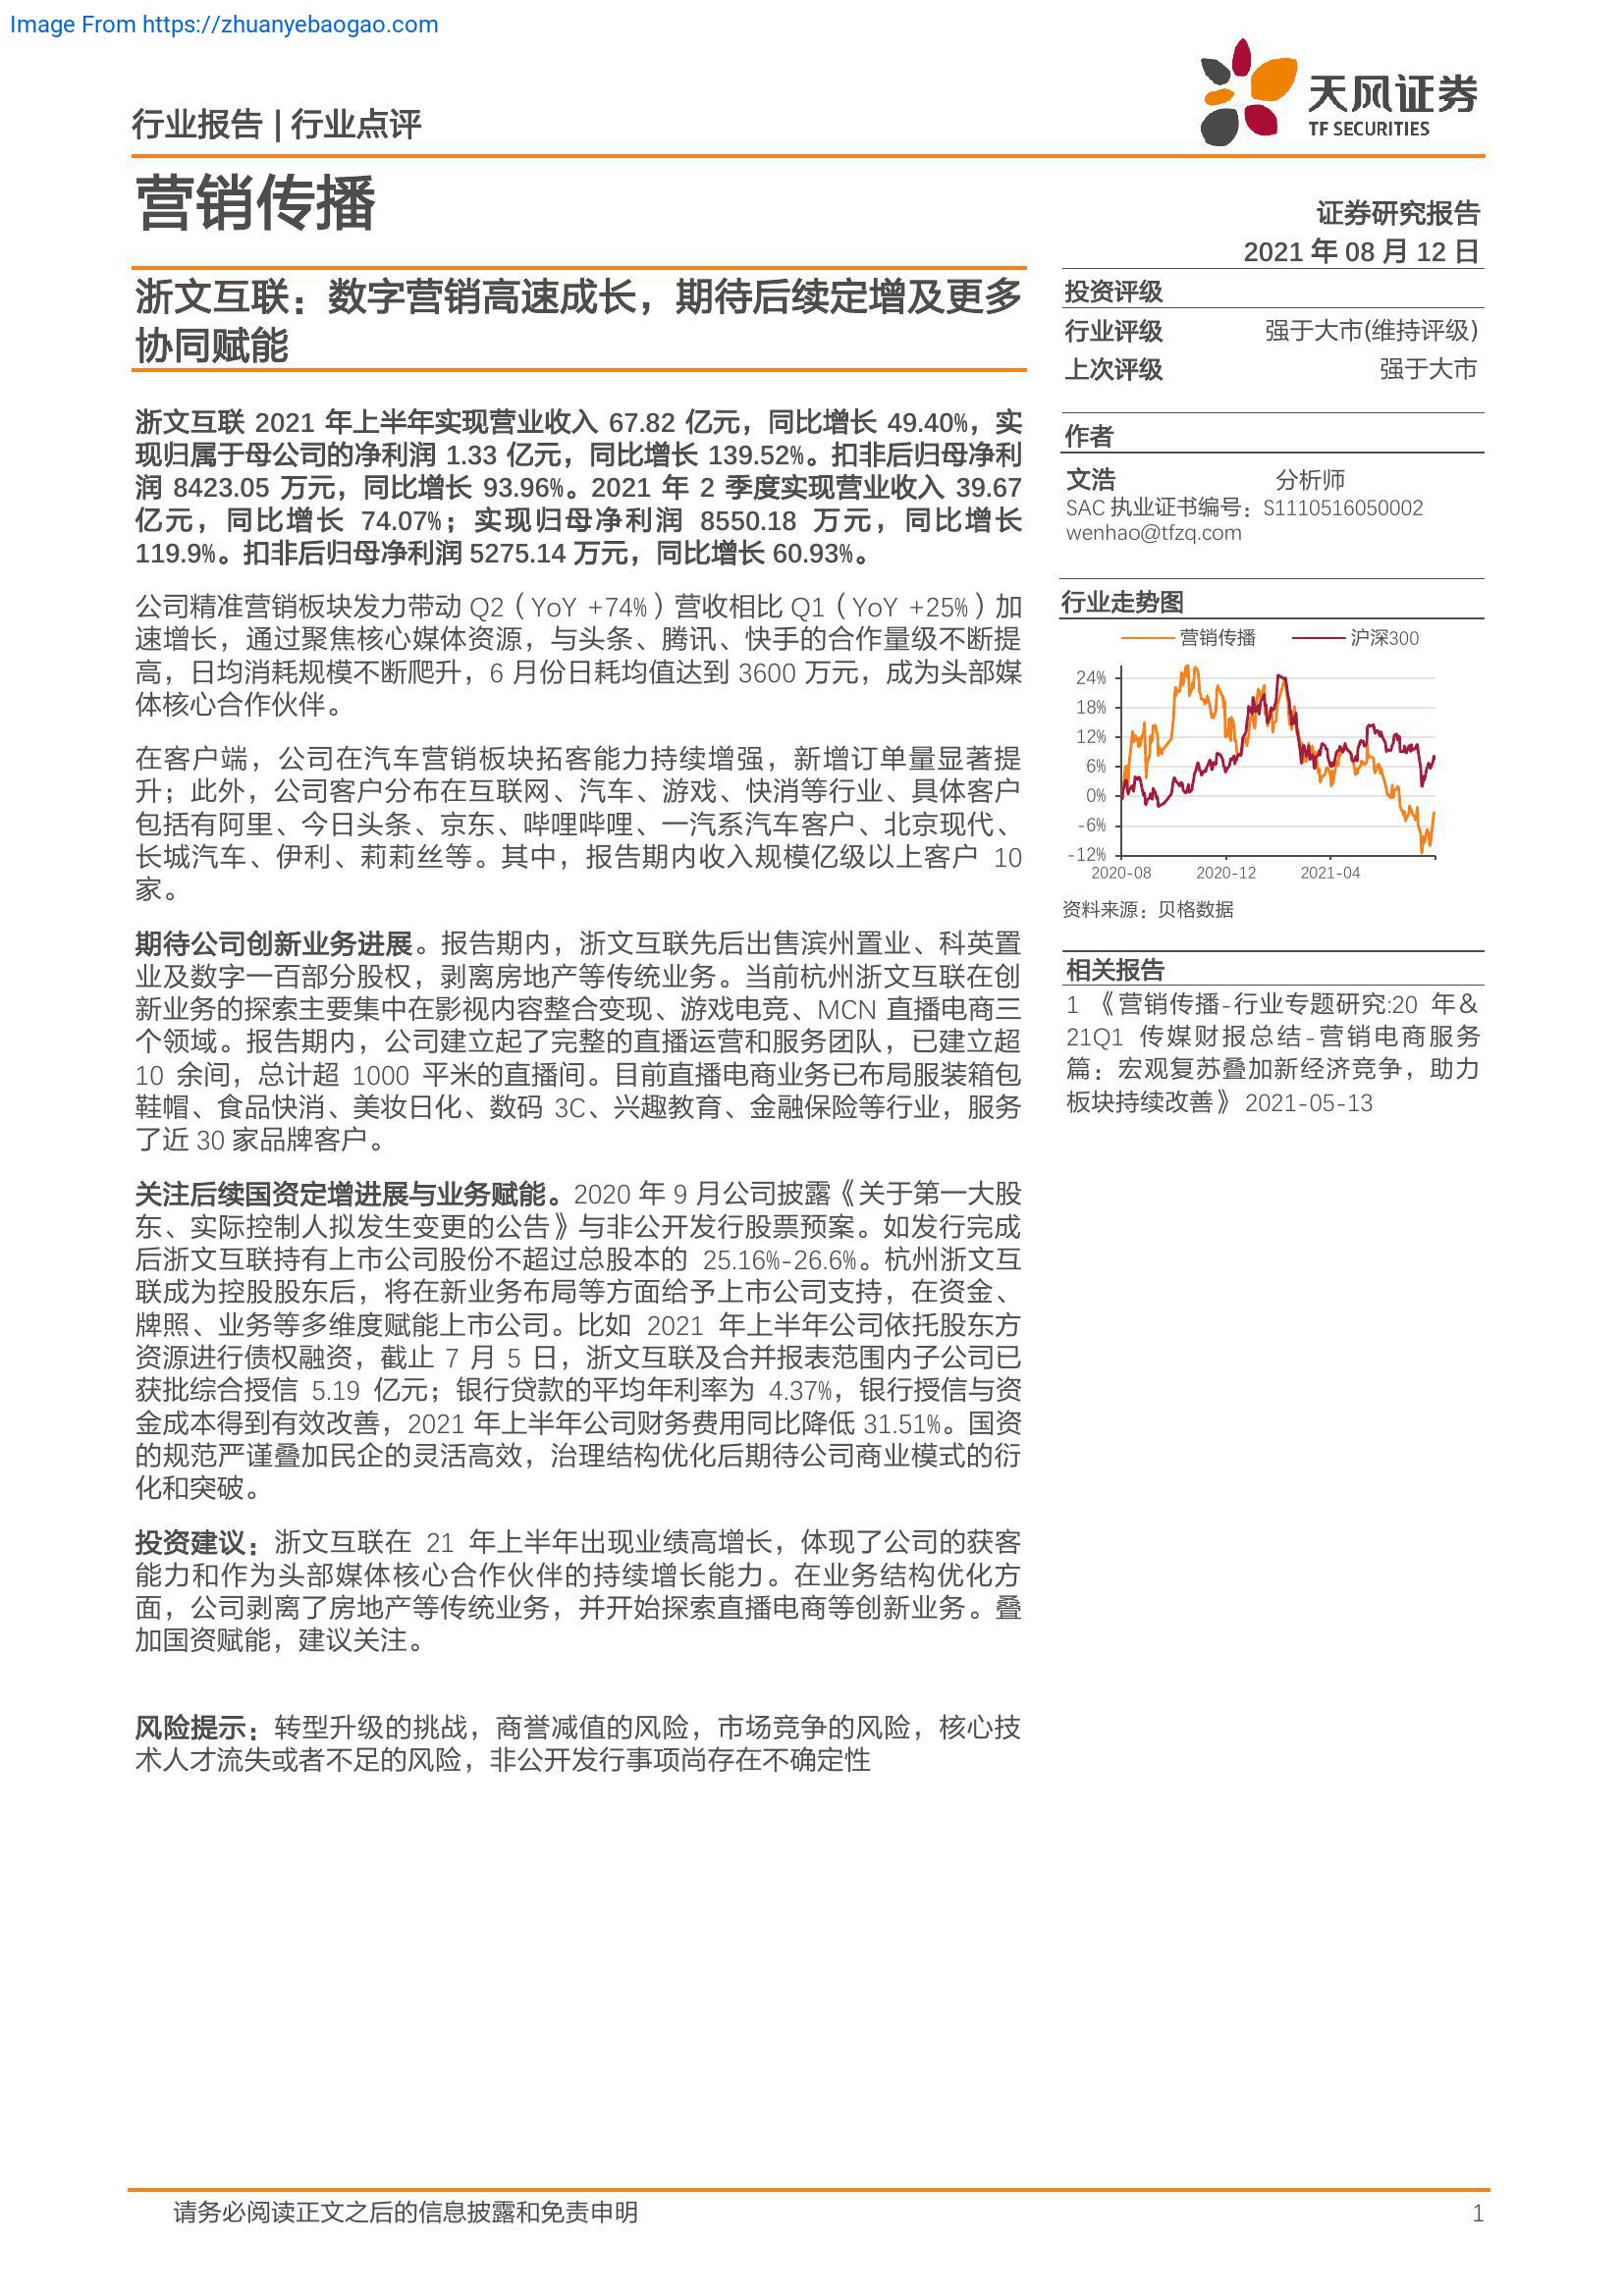 Image From https://zhuanyebaogao.com
行业报告 | 行业点评
天风证券
TF SECURITIES
营销传播
证券研究报告
2021 年 08 月 12 日
浙文互联：数字营销高速成长，期待后续定增及更多
协同赋能
浙文互联 2021 年上半年实现营业收入 67.82 亿元，同比增长 49.40%，实
现归属于母公司的净利润 1.33 亿元，同比增长 139.52%。扣非后归母净利
润 8423.05 万元，同比增长 93.96%。2021 年 2 季度实现营业收入 39.67
亿元，同比增长 74.07%；实现归母净利润 8550.18 万元，同比增长
119.9%。扣非后归母净利润 5275.14 万元，同比增长 60.93%。
公司精准营销板块发力带动 Q2（YoY +74%）营收相比 Q1（YoY +25%）加
速增长，通过聚焦核心媒体资源，与头条、腾讯、快手的合作量级不断提
高，日均消耗规模不断爬升，6 月份日耗均值达到 3600 万元，成为头部媒
体核心合作伙伴。
在客户端，公司在汽车营销板块拓客能力持续增强，新增订单量显著提
升；此外，公司客户分布在互联网、汽车、游戏、快消等行业、具体客户
包括有阿里、今日头条、京东、哔哩哔哩、一汽系汽车客户、北京现代、
长城汽车、伊利、莉莉丝等。其中，报告期内收入规模亿级以上客户 10
家。
期待公司创新业务进展。报告期内，浙文互联先后出售滨州置业、科英置
业及数字一百部分股权，剥离房地产等传统业务。当前杭州浙文互联在创
新业务的探索主要集中在影视内容整合变现、游戏电竞、MCN 直播电商三
个领域。报告期内，公司建立起了完整的直播运营和服务团队，已建立超
10 余间，总计超 1000 平米的直播间。目前直播电商业务已布局服装箱包
鞋帽、食品快消、美妆日化、数码 3C、兴趣教育、金融保险等行业，服务
了近 30 家品牌客户。
关注后续国资定增进展与业务赋能。2020 年 9 月公司披露《关于第一大股
东、实际控制人拟发生变更的公告》与非公开发行股票预案。如发行完成
后浙文互联持有上市公司股份不超过总股本的 25.16%-26.6%。杭州浙文互
联成为控股股东后，将在新业务布局等方面给予上市公司支持，在资金、
牌照、业务等多维度赋能上市公司。比如 2021 年上半年公司依托股东方
资源进行债权融资，截止 7 月 5 日，浙文互联及合并报表范围内子公司已
获批综合授信 5.19 亿元；银行贷款的平均年利率为 4.37%，银行授信与资
金成本得到有效改善，2021 年上半年公司财务费用同比降低 31.51%。国资
的规范严谨叠加民企的灵活高效，治理结构优化后期待公司商业模式的衍
化和突破。
投资建议：浙文互联在 21 年上半年出现业绩高增长，体现了公司的获客
能力和作为头部媒体核心合作伙伴的持续增长能力。在业务结构优化方
面，公司剥离了房地产等传统业务，并开始探索直播电商等创新业务。叠
加国资赋能，建议关注。
风险提示：转型升级的挑战，商誉减值的风险，市场竞争的风险，核心技
术人才流失或者不足的风险，非公开发行事项尚存在不确定性
投资评级
行业评级 强于大市(维持评级)
上次评级 强于大市
作者
文浩 分析师
SAC 执业证书编号：S1110516050002
wenhao@tfzq.com
行业走势图
营销传播 沪深300
24%
18%
12%
6%
0%
-6%
-12%
2020-08 2020-12 2021-04
资料来源：贝格数据
相关报告
1 《营销传播-行业专题研究:20 年&
21Q1 传媒财报总结-营销电商服务
篇：宏观复苏叠加新经济竞争，助力
板块持续改善》 2021-05-13
请务必阅读正文之后的信息披露和免责申明 1